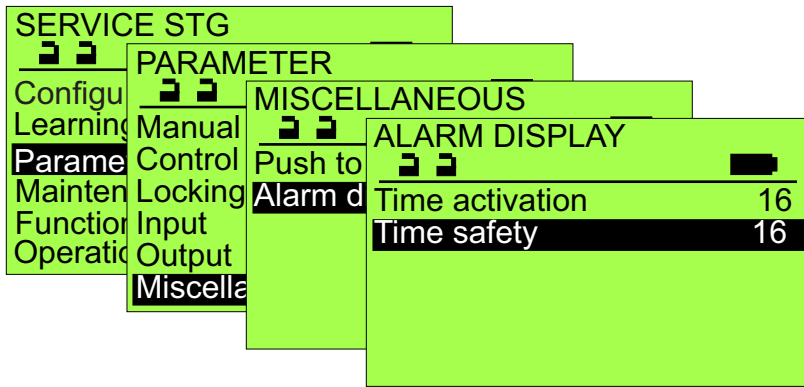 SERVICE STG
Configu
Learning
Parame
Mainten
Function
Operatio
PARAMETER
Manual
Control
Locking
Input
Output
Miscella
MISCELLANEOUS
Push to
Alarm d
ALARM DISPLAY
Time activation 16
Time safety 16